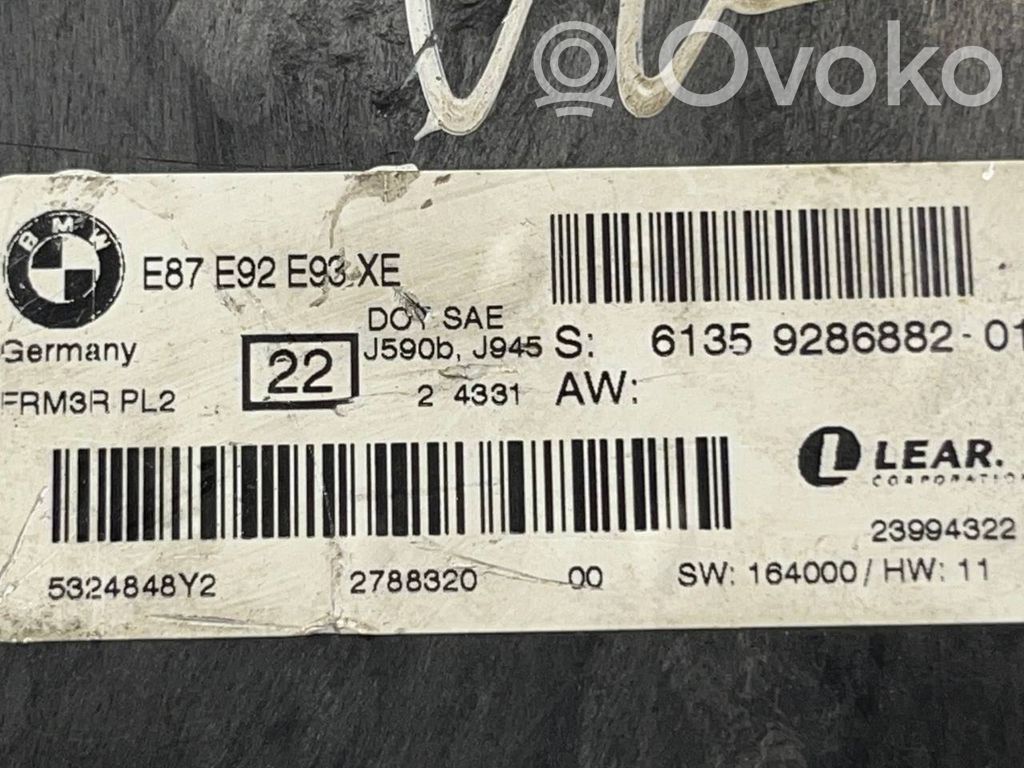 Ovoko
BMW
E87 E92 E93 XE
DOT SAE
J590b, J945
Germany
22
S: 6135 9286882-01
FRM3R PL2
2 4331
AW:
LEAR.
CORPORATION
23994322
5324848Y2 2788320 00 SW: 164000 / HW: 11